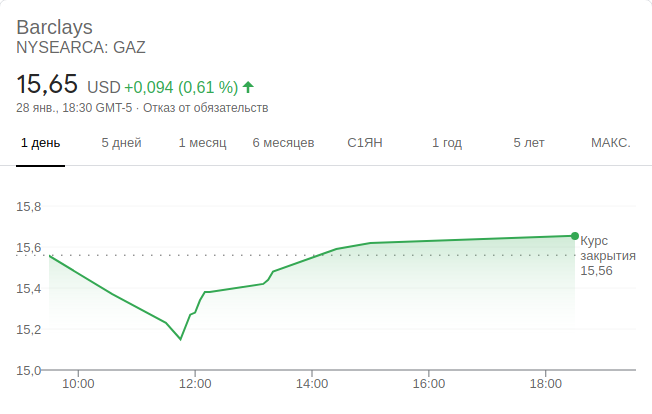 Barclays
NYSEARCA: GAZ
15,65 USD +0,094 (0,61 %)
28 янв., 18:30 GMT-5 · Отказ от обязательств
1 день 5 дней 1 месяц 6 месяцев С1ЯН 1 год 5 лет МАКС.
15,8
15,6
15,4
15,2
15,0
Курс
закрытия
15,56
10:00 12:00 14:00 16:00 18:00